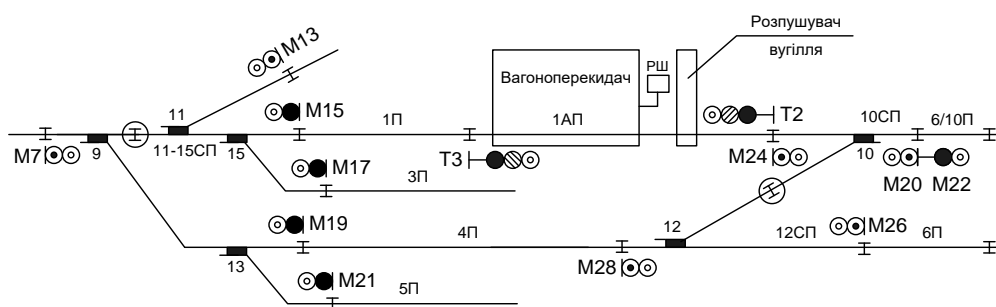 Розпушувач
вугілля
М13
РШ
Вагоноперекидач
11
М15
1П
1АП
Т2
10СП
6/10П
М7
9
11-15СП
15
М17
Т3
М24
10
М20
М22
3П
М19
4П
12
М26
12СП
6П
13
М21
М28
5П